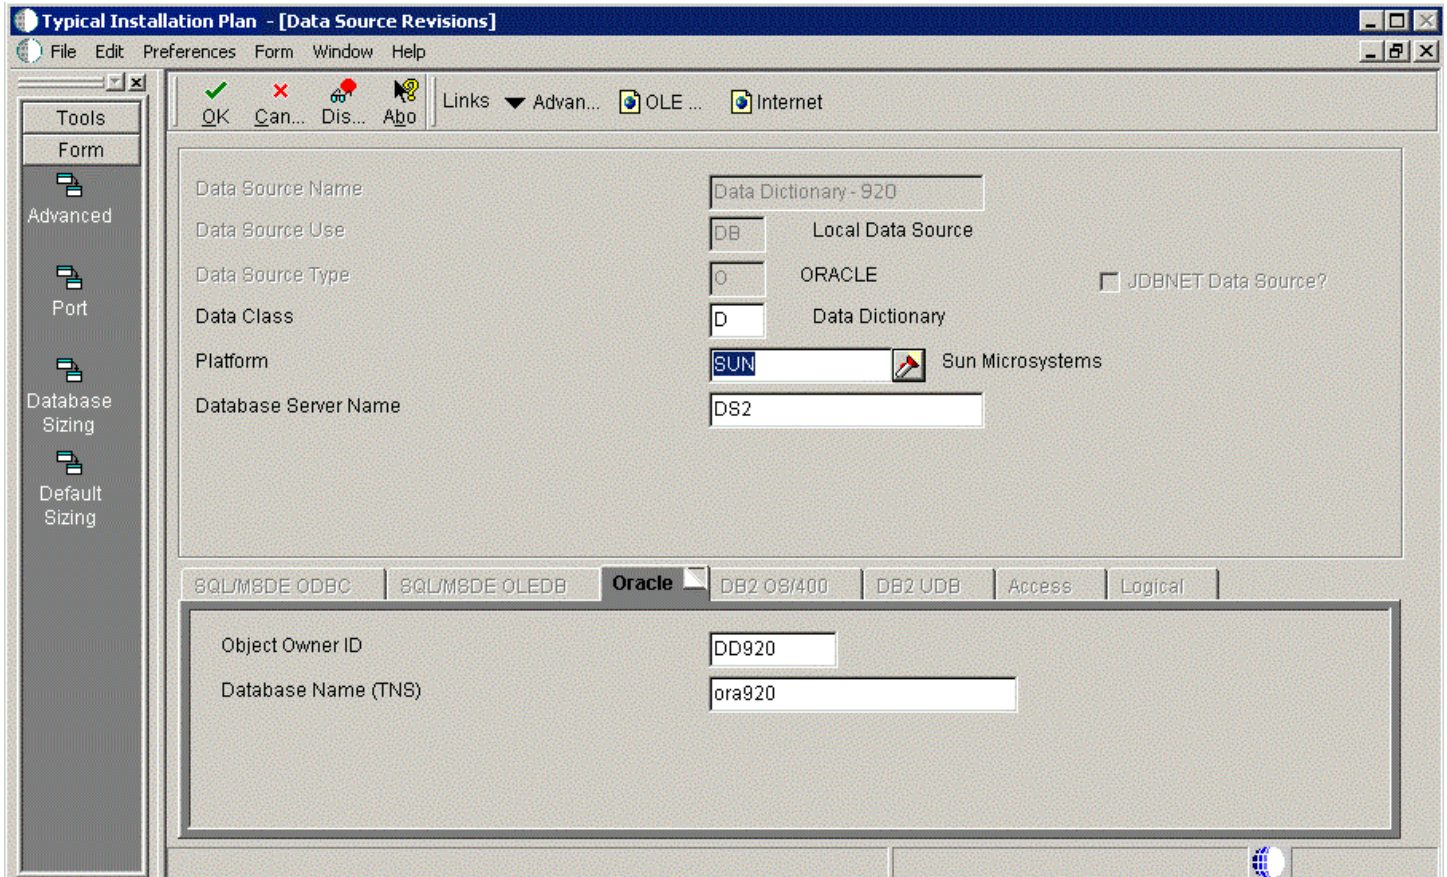 Typical Installation Plan - [Data Source Revisions]
File Edit Preferences Form Window Help
Tools
Form
Advanced
Port
Database
Sizing
Default
Sizing
OK Can... Dis... Abo Links Advan... OLE ... Internet
Data Source Name Data Dictionary - 920
Data Source Use DB Local Data Source
Data Source Type O ORACLE JDBNET Data Source?
Data Class D Data Dictionary
Platform SUN Sun Microsystems
Database Server Name DS2
SQL/MSDE ODBC SQL/MSDE OLEDB Oracle DB2 OS/400 DB2 UDB Access Logical
Object Owner ID DD920
Database Name (TNS) ora920